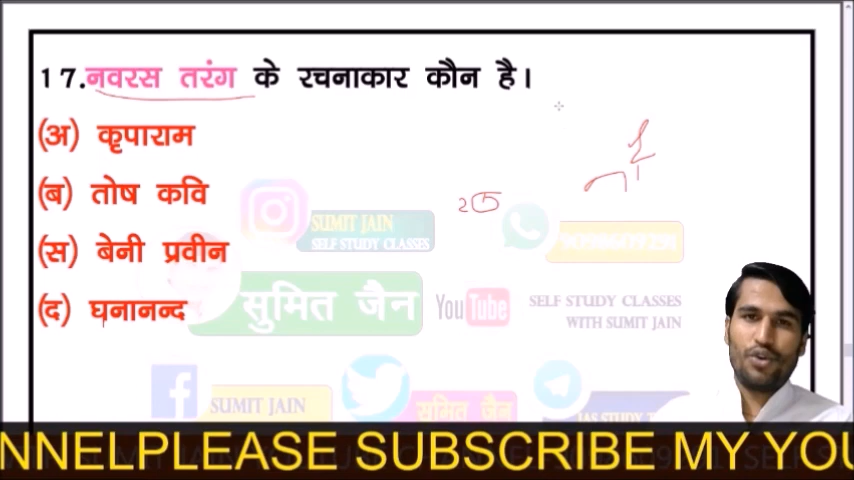 17.नवरस तरंग के रचनाकार कौन है।
(अ) कृपाराम
(ब) तोष कवि
(स) बेनी प्रवीन
(द) घनानन्द
SUMIT JAIN
SELF STUDY CLASSES
सुमित जैन
YouTube
SELF STUDY CLASSES
WITH SUMIT JAIN
SUMIT JAIN
सुमित जैन
NNELPLEASE SUBSCRIBE MY YOU